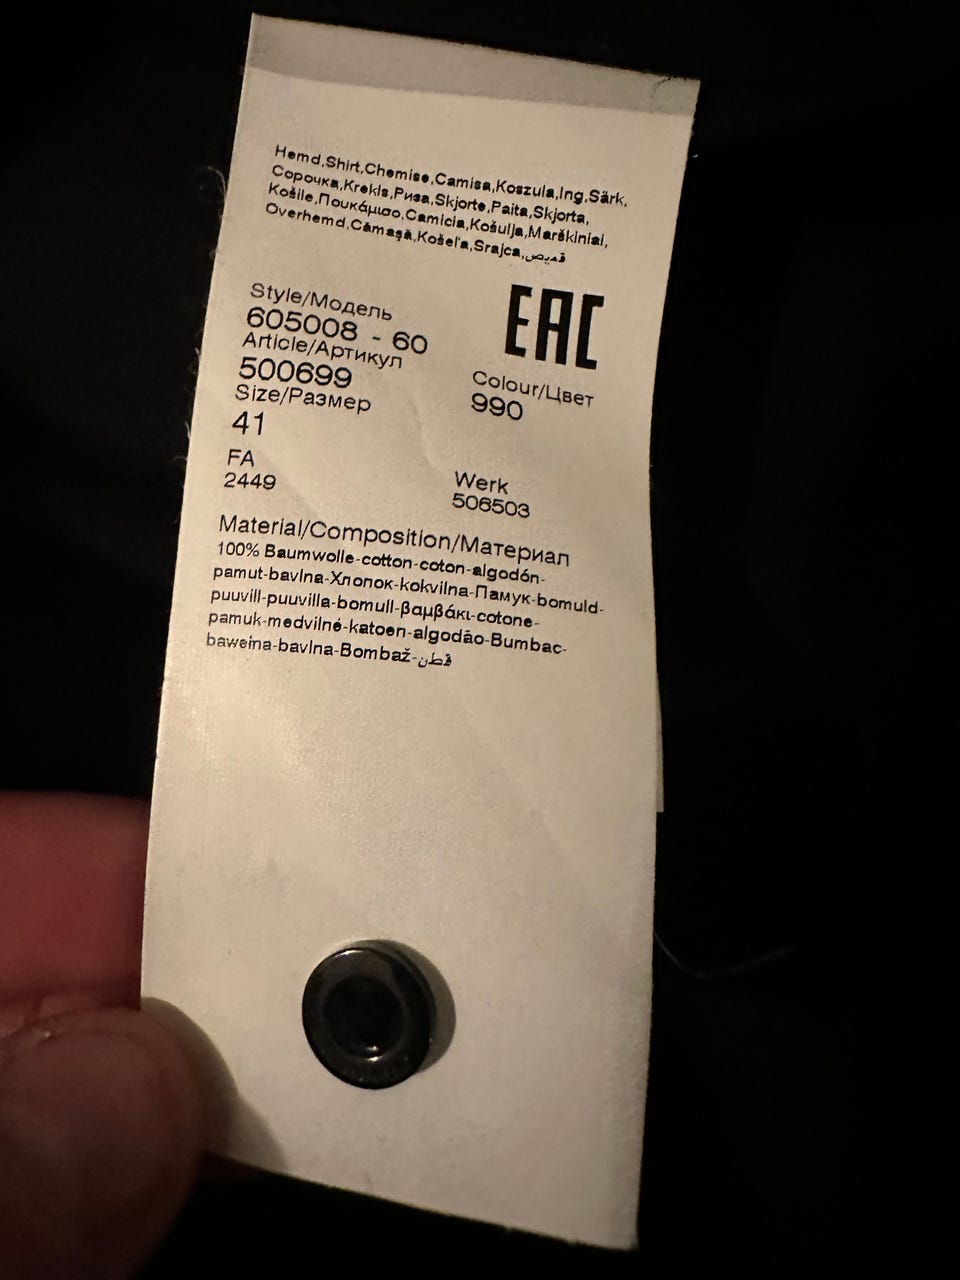 Hemd,Shirt,Chemise,Camisa,Koszula,Ing,Särk,
Сорочка,Krekls,Риза,Skjorte,Paita,Skjorta,
Košile,Πουκάμισο,Camicia,Košulja,Marškiniai,
Overhemd,Cămaşă,Košeľa,Srajca,قميص
EAC
Style/Модель
605008 - 60
Article/Артикул
500699
Colour/Цвет
990
Size/Размер
41
FA
2449
Werk
506503
Material/Composition/Материал
100% Baumwolle-cotton-coton-algodón-
pamut-bavlna-Хлопок-kokvilna-Памук-bomuld-
puuvill-puuvilla-bomull-βαμβάκι-cotone-
pamuk-medvilné-katoen-algodâo-Bumbac-
bawełna-bavlna-Bombaž-قطن